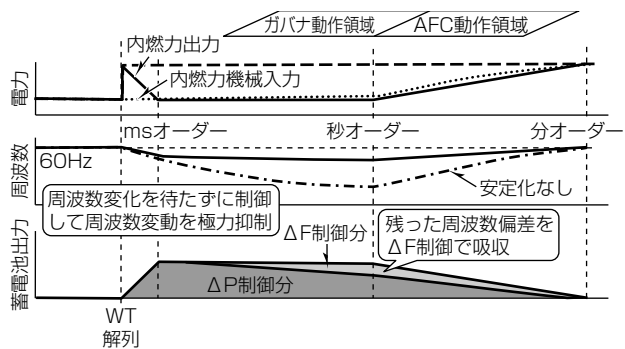 ガバナ動作領域
AFC動作領域
内燃力出力
内燃力機械入力
電力
msオーダー
秒オーダー
分オーダー
周波数
60Hz
安定化なし
周波数変化を待たずに制御
して周波数変動を極力抑制
残った周波数偏差を
ΔF制御で吸収
ΔF制御分
蓄電池出力
ΔP制御分
WT
解列